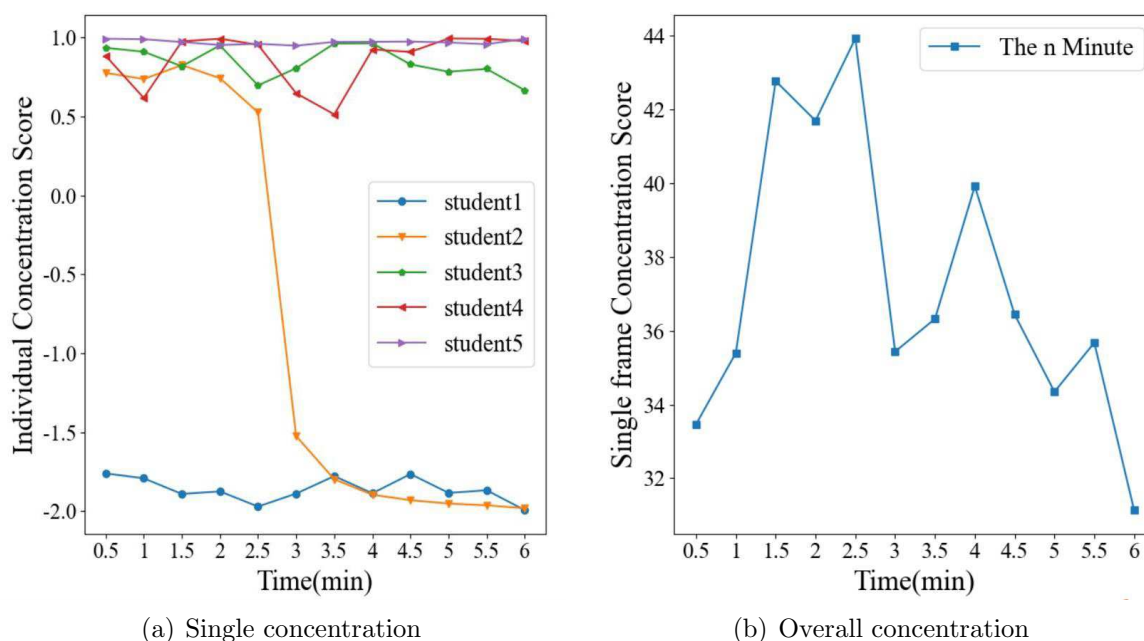 Individual Concentration Score
1.0
0.5
0.0
-0.5
-1.0
-1.5
-2.0
student1
student2
student3
student4
student5
0.5 1 1.5 2 2.5 3 3.5 4 4.5 5 5.5 6
Time(min)
(a) Single concentration
Single frame Concentration Score
44
42
40
38
36
34
32
The n Minute
0.5 1 1.5 2 2.5 3 3.5 4 4.5 5 5.5 6
Time(min)
(b) Overall concentration